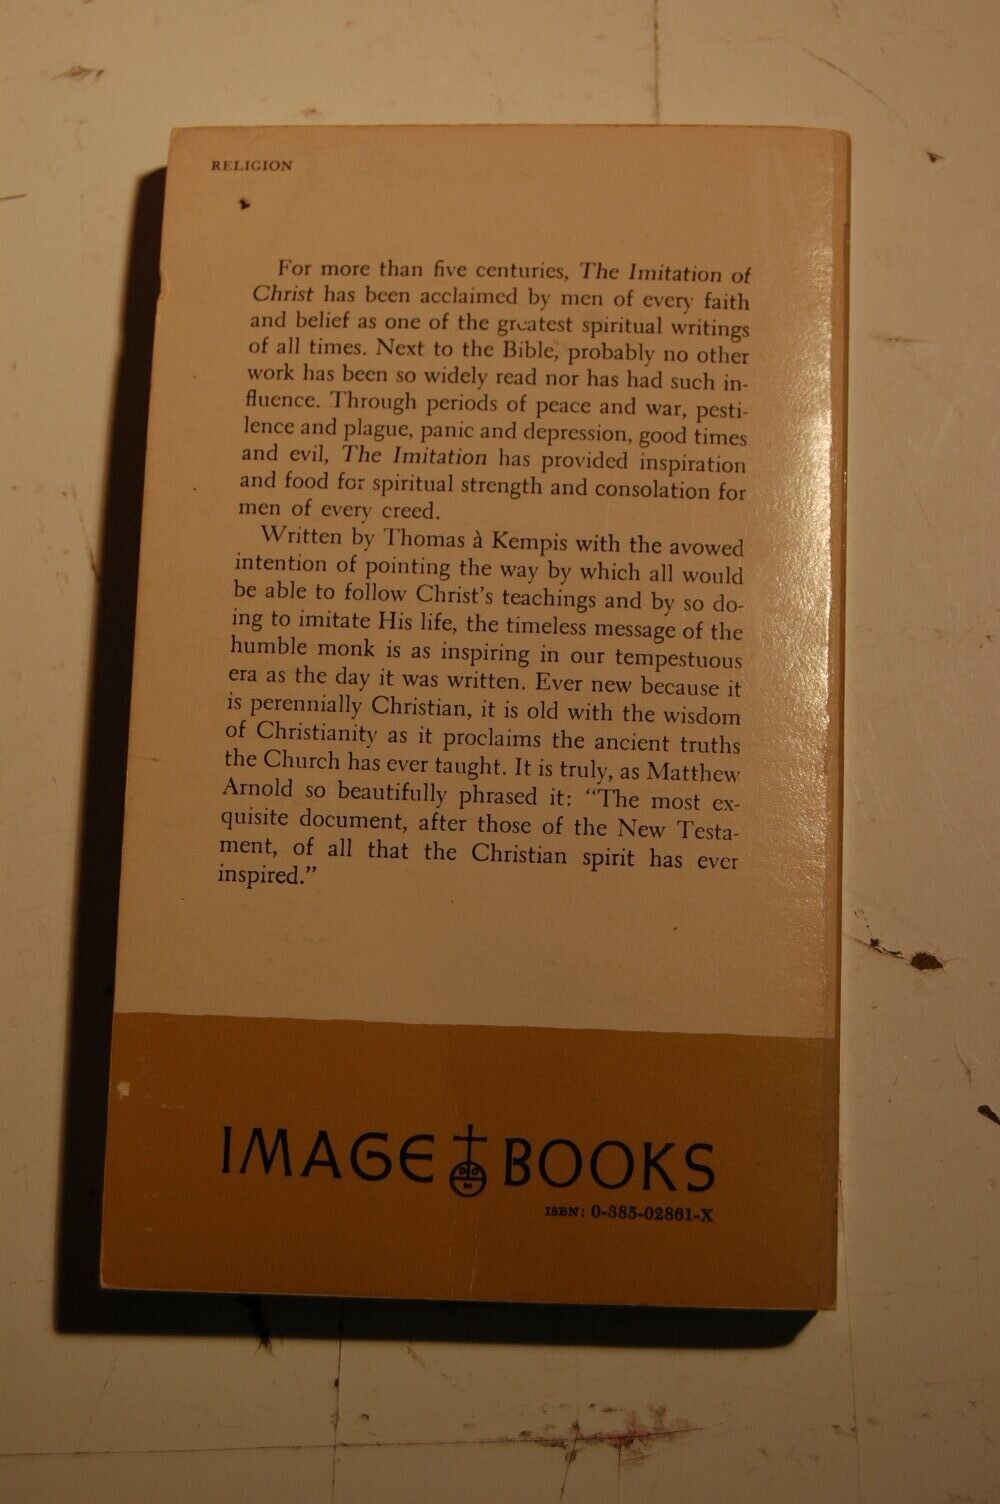 RELIGION
For more than five centuries, The Imitation of
Christ has been acclaimed by men of every faith
and belief as one of the greatest spiritual writings
of all times. Next to the Bible, probably no other
work has been so widely read nor has had such in-
fluence. Through periods of peace and war, pesti-
lence and plague, panic and depression, good times
and evil, The Imitation has provided inspiration
and food for spiritual strength and consolation for
men of every creed.
Written by Thomas à Kempis with the avowed
intention of pointing the way by which all would
be able to follow Christ's teachings and by so do-
ing to imitate His life, the timeless message of the
humble monk is as inspiring in our tempestuous
era as the day it was written. Ever new because it
is perennially Christian, it is old with the wisdom
of Christianity as it proclaims the ancient truths
the Church has ever taught. It is truly, as Matthew
Arnold so beautifully phrased it: “The most ex-
quisite document, after those of the New Testa-
ment, of all that the Christian spirit has ever
inspired.”
IMAGE DOM BOOKS
ISBN: 0-385-02861-X